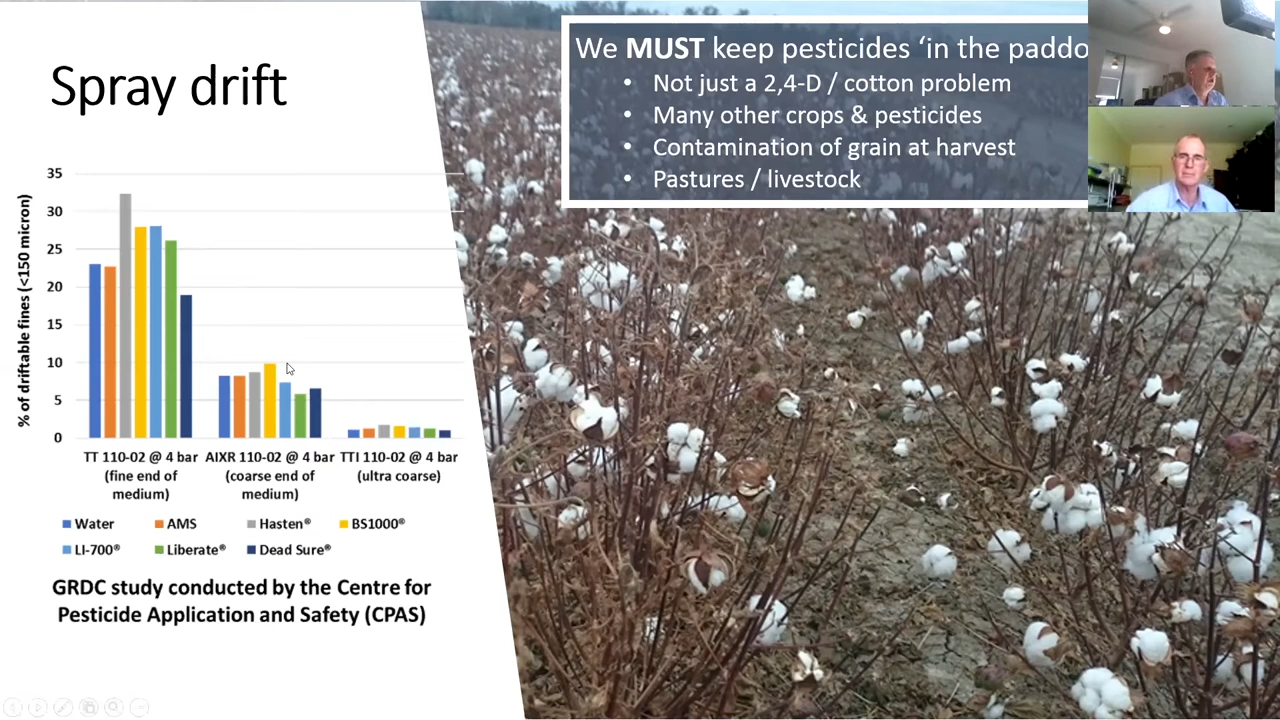 Spray drift
We MUST keep pesticides ‘in the paddo
• Not just a 2,4-D / cotton problem
• Many other crops & pesticides
• Contamination of grain at harvest
• Pastures / livestock
% of driftable fines (<150 micron)
35
30
25
20
15
10
5
0
TT 110-02 @ 4 bar
(fine end of
medium)
AIXR 110-02 @ 4 bar
(coarse end of
medium)
TTI 110-02 @ 4 bar
(ultra coarse)
Water AMS Hasten® BS1000®
LI-700® Liberate® Dead Sure®
GRDC study conducted by the Centre for
Pesticide Application and Safety (CPAS)